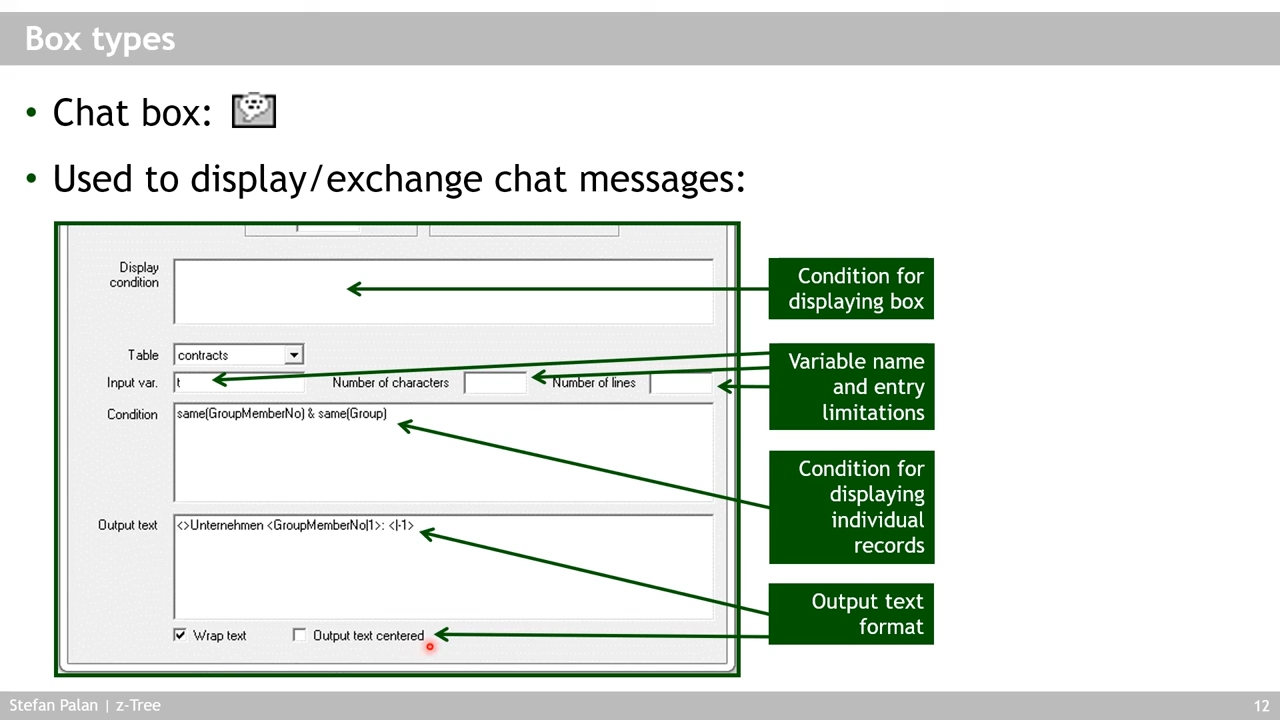 Box types
• Chat box:
• Used to display/exchange chat messages:
Display
condition
Condition for
displaying box
Table
contracts
Input var.
t
Number of characters
Number of lines
Variable name
and entry
limitations
Condition
same(GroupMemberNo) & same(Group)
Condition for
displaying
individual
records
Output text
<>Unternehmen <GroupMemberNo|1>: <|-1>
Output text
format
Wrap text
Output text centered
Stefan Palan | z-Tree
12